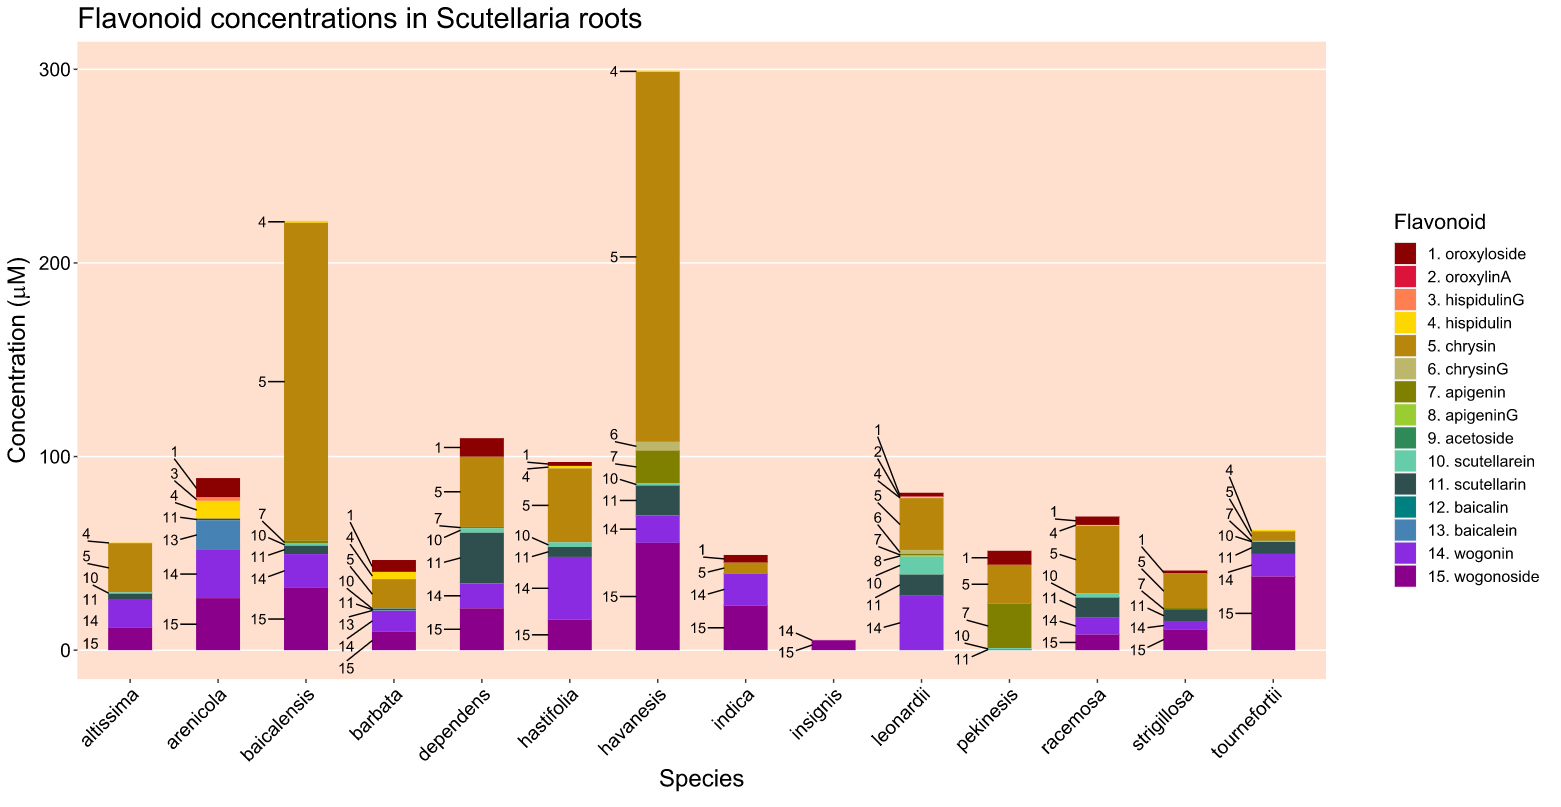 Flavonoid concentrations in Scutellaria roots
Concentration (μM)
300
200
100
0
4
5
10
11
14
15
1
3
4
11
13
14
15
4
5
7
10
11
14
15
1
4
5
10
11
13
14
15
1
5
7
10
11
14
15
1
4
5
10
11
14
15
4
5
6
7
10
11
14
15
1
5
14
15
14
15
1
2
4
5
6
7
8
10
11
14
1
5
7
10
11
1
4
5
10
11
14
15
1
5
7
11
14
15
4
5
7
10
11
14
15
altissima
arenicola
baicalensis
barbata
dependens
hastifolia
havanesis
indica
insignis
leonardii
pekinesis
racemosa
strigillosa
tournefortii
Species
Flavonoid
1. oroxyloside
2. oroxylinA
3. hispidulinG
4. hispidulin
5. chrysin
6. chrysinG
7. apigenin
8. apigeninG
9. acetoside
10. scutellarein
11. scutellarin
12. baicalin
13. baicalein
14. wogonin
15. wogonoside